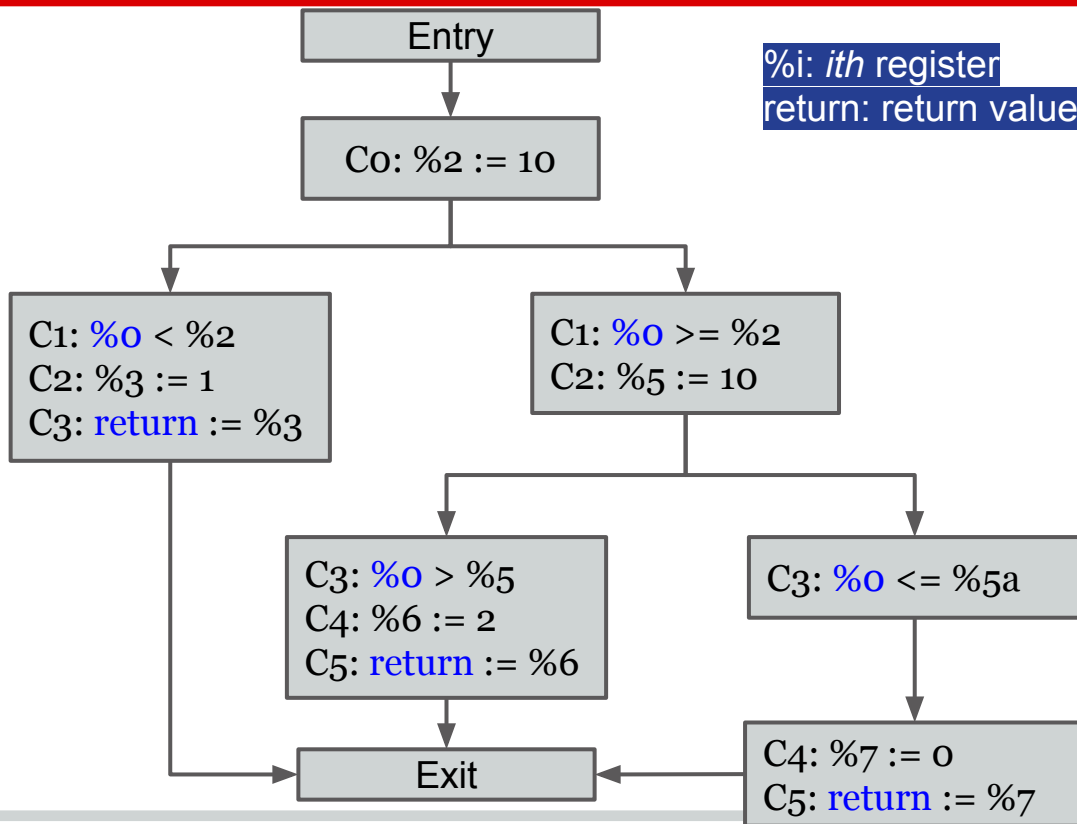 Entry
%i: ith register
return: return value
C0: %2 := 10
C1: %0 < %2
C2: %3 := 1
C3: return := %3
C1: %0 >= %2
C2: %5 := 10
C3: %0 > %5
C4: %6 := 2
C5: return := %6
C3: %0 <= %5a
Exit
C4: %7 := 0
C5: return := %7